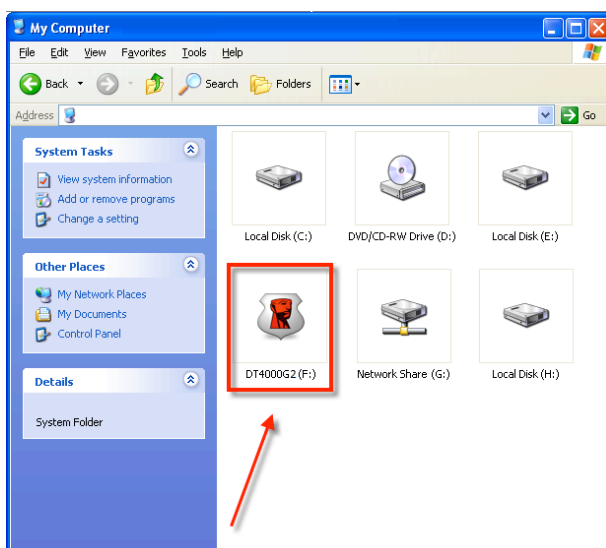 My Computer
File Edit View Favorites Tools Help
Back Search Folders
Address Go
System Tasks
View system information
Add or remove programs
Change a setting
Other Places
My Network Places
My Documents
Control Panel
Details
System Folder
Local Disk (C:) DVD/CD-RW Drive (D:) Local Disk (E:)
DT4000G2 (F:) Network Share (G:) Local Disk (H:)